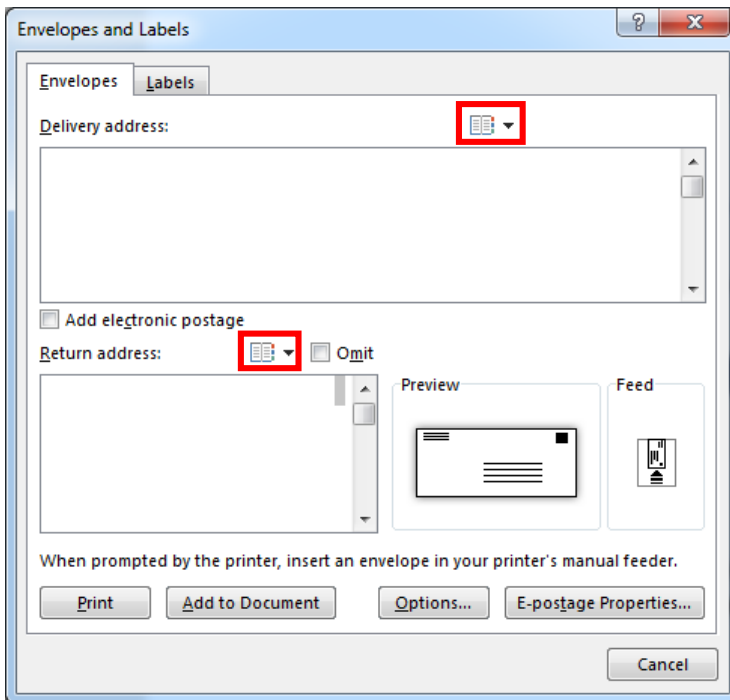 Envelopes and Labels
Envelopes Labels
Delivery address:
Add electronic postage
Return address: Omit
Preview Feed
When prompted by the printer, insert an envelope in your printer's manual feeder.
Print Add to Document Options... E-postage Properties...
Cancel